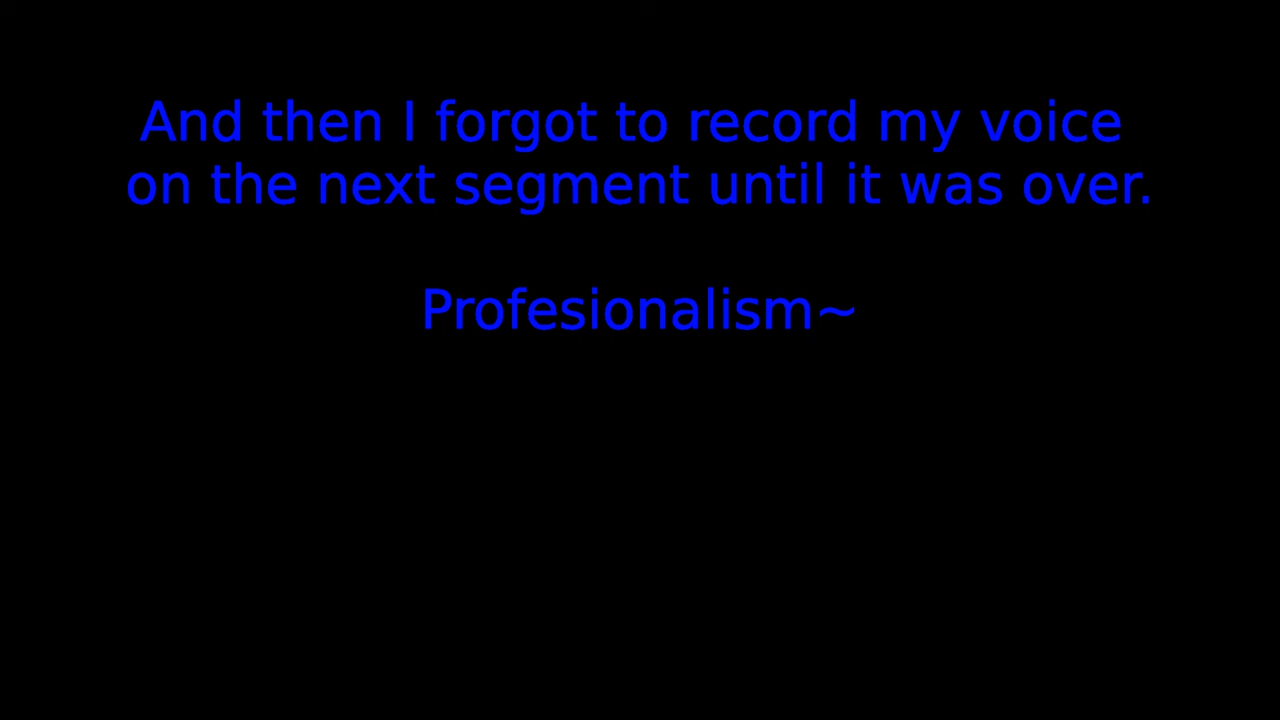 And then I forgot to record my voice
on the next segment until it was over.
Profesionalism~